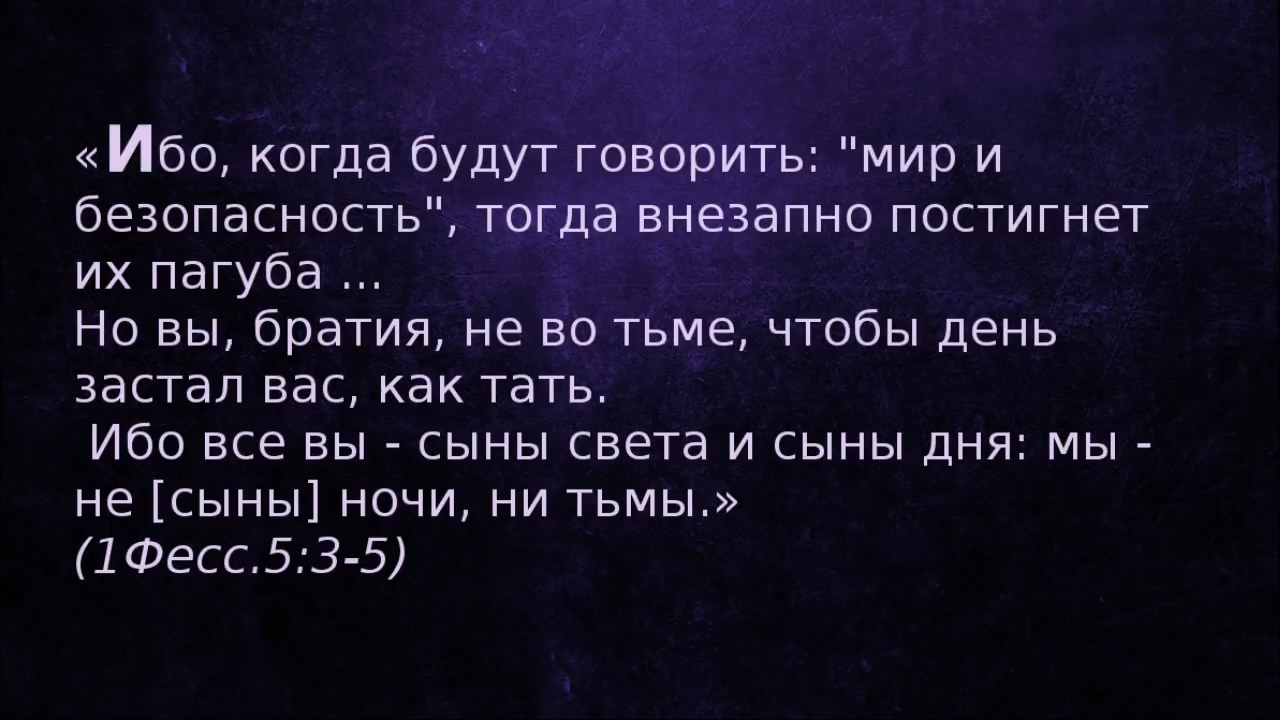 «Ибо, когда будут говорить: "мир и
безопасность", тогда внезапно постигнет
их пагуба ...
Но вы, братия, не во тьме, чтобы день
застал вас, как тать.
Ибо все вы - сыны света и сыны дня: мы -
не [сыны] ночи, ни тьмы.»
(1Фесс.5:3-5)